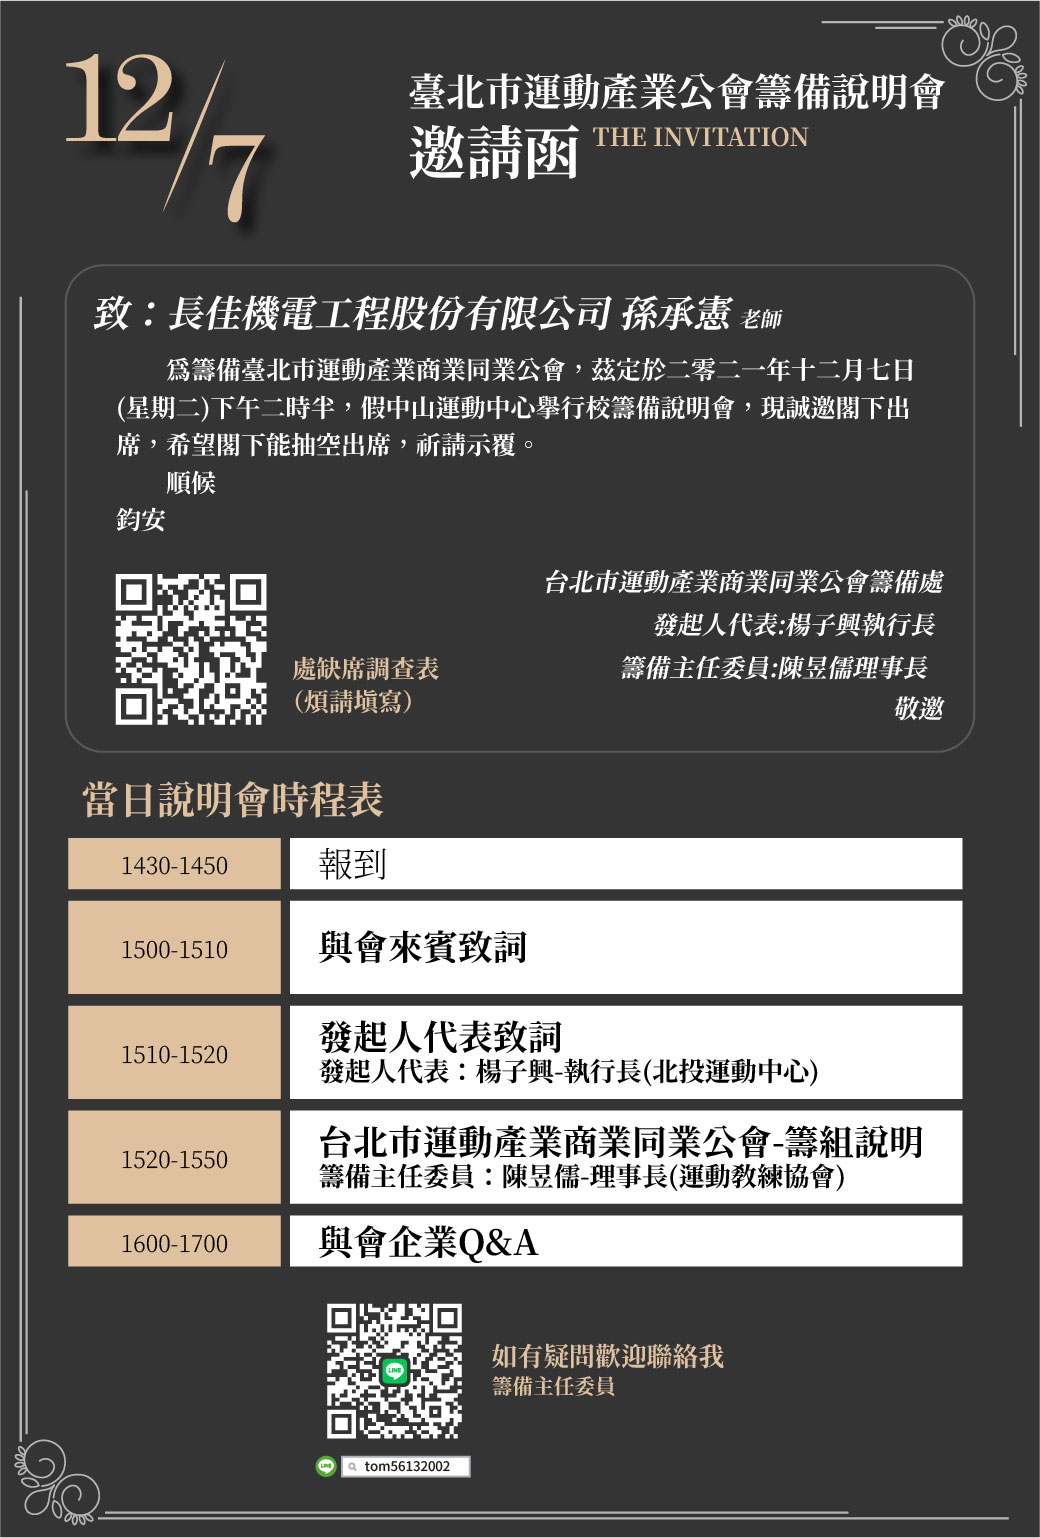 12/7
臺北市運動產業公會籌備說明會
邀請函 THE INVITATION
致：長佳機電工程股份有限公司 孫承憲 老師
為籌備臺北市運動產業商業同業公會，茲定於二零二一年十二月七日
(星期二)下午二時半，假中山運動中心舉行校籌備說明會，現誠邀閣下出
席，希望閣下能抽空出席，祈請示覆。
順候
鈞安
台北市運動產業商業同業公會籌備處
發起人代表:楊子興執行長
籌備主任委員:陳昱儒理事長
敬邀
處缺席調查表
（煩請填寫）
當日說明會時程表
1430-1450 報到
1500-1510 與會來賓致詞
1510-1520 發起人代表致詞
發起人代表：楊子興-執行長(北投運動中心)
1520-1550 台北市運動產業商業同業公會-籌組說明
籌備主任委員：陳昱儒-理事長(運動教練協會)
1600-1700 與會企業Q&A
LINE
如有疑問歡迎聯絡我
籌備主任委員
LINE tom56132002